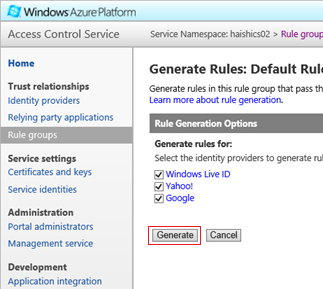 Windows Azure Platform
Access Control Service
Service Namespace: haishics02 > Rule group
Home
Trust relationships
Identity providers
Relying party applications
Rule groups
Service settings
Certificates and keys
Service identities
Administration
Portal administrators
Management service
Development
Application integration
Generate Rules: Default Rul
Generate rules in this rule group that pass th
Learn more about rule generation.
Rule Generation Options
Generate rules for:
Select the identity providers to generate rul
Windows Live ID
Yahoo!
Google
Generate
Cancel